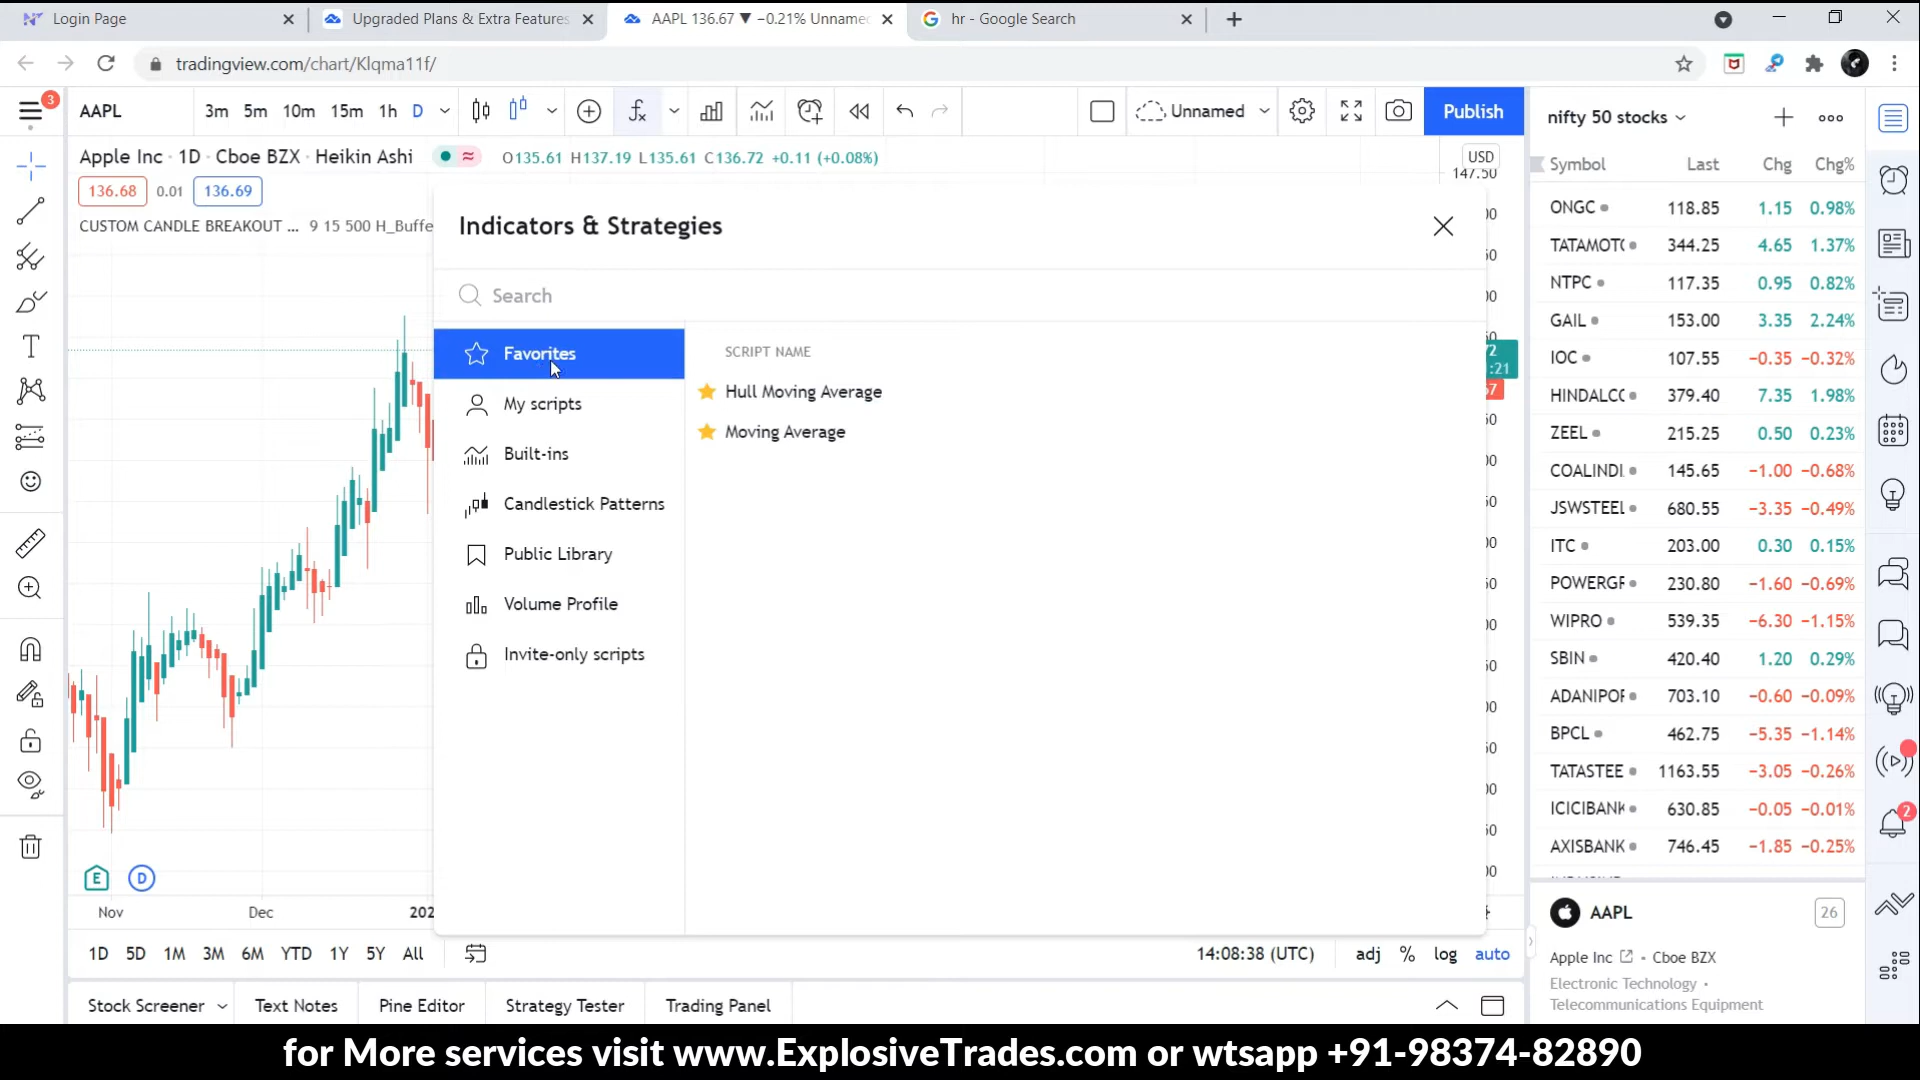 Login Page
Upgraded Plans & Extra Features
AAPL 136.67 ▼ −0.21% Unname
hr - Google Search
tradingview.com/chart/Klqma11f/
3
AAPL
3m 5m 10m 15m 1h D
Unnamed
Publish
nifty 50 stocks
Apple Inc · 1D · Cboe BZX · Heikin Ashi
O135.61 H137.19 L135.61 C136.72 +0.11 (+0.08%)
USD
147.50
136.68 0.01 136.69
CUSTOM CANDLE BREAKOUT ... 9 15 500 H_Buffe
Symbol Last Chg Chg%
ONGC 118.85 1.15 0.98%
TATAMOT 344.25 4.65 1.37%
NTPC 117.35 0.95 0.82%
GAIL 153.00 3.35 2.24%
IOC 107.55 −0.35 −0.32%
HINDALC 379.40 7.35 1.98%
ZEEL 215.25 0.50 0.23%
COALINDI 145.65 −1.00 −0.68%
JSWSTEEL 680.55 −3.35 −0.49%
ITC 203.00 0.30 0.15%
POWERGR 230.80 −1.60 −0.69%
WIPRO 539.35 −6.30 −1.15%
SBIN 420.40 1.20 0.29%
ADANIPOR 703.10 −0.60 −0.09%
BPCL 462.75 −5.35 −1.14%
TATASTEE 1163.55 −3.05 −0.26%
ICICIBANK 630.85 −0.05 −0.01%
AXISBANK 746.45 −1.85 −0.25%
Indicators & Strategies
Search
Favorites
My scripts
Built-ins
Candlestick Patterns
Public Library
Volume Profile
Invite-only scripts
SCRIPT NAME
Hull Moving Average
Moving Average
2
E D
Nov Dec 202
1D 5D 1M 3M 6M YTD 1Y 5Y All
14:08:38 (UTC) adj % log auto
AAPL 26
Apple Inc · Cboe BZX
Electronic Technology ·
Telecommunications Equipment
Stock Screener Text Notes Pine Editor Strategy Tester Trading Panel
for More services visit www.ExplosiveTrades.com or wtsapp +91-98374-82890